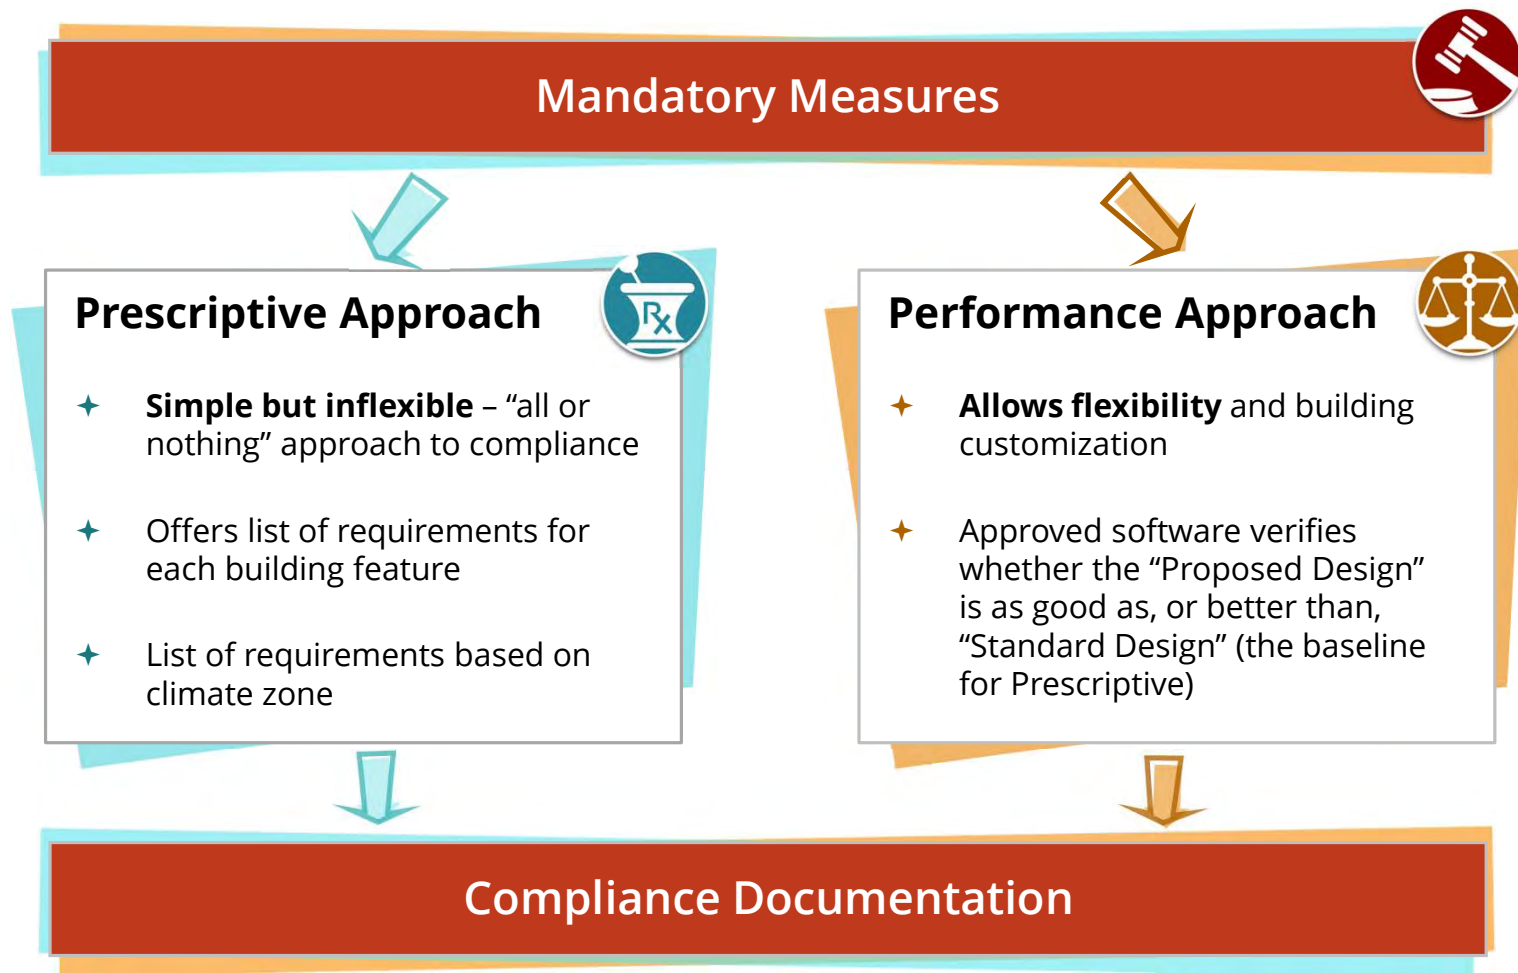 Mandatory Measures
Prescriptive Approach
Rx
Simple but inflexible – “all or
nothing” approach to compliance
Offers list of requirements for
each building feature
List of requirements based on
climate zone
Performance Approach
Allows flexibility and building
customization
Approved software verifies
whether the “Proposed Design”
is as good as, or better than,
“Standard Design” (the baseline
for Prescriptive)
Compliance Documentation